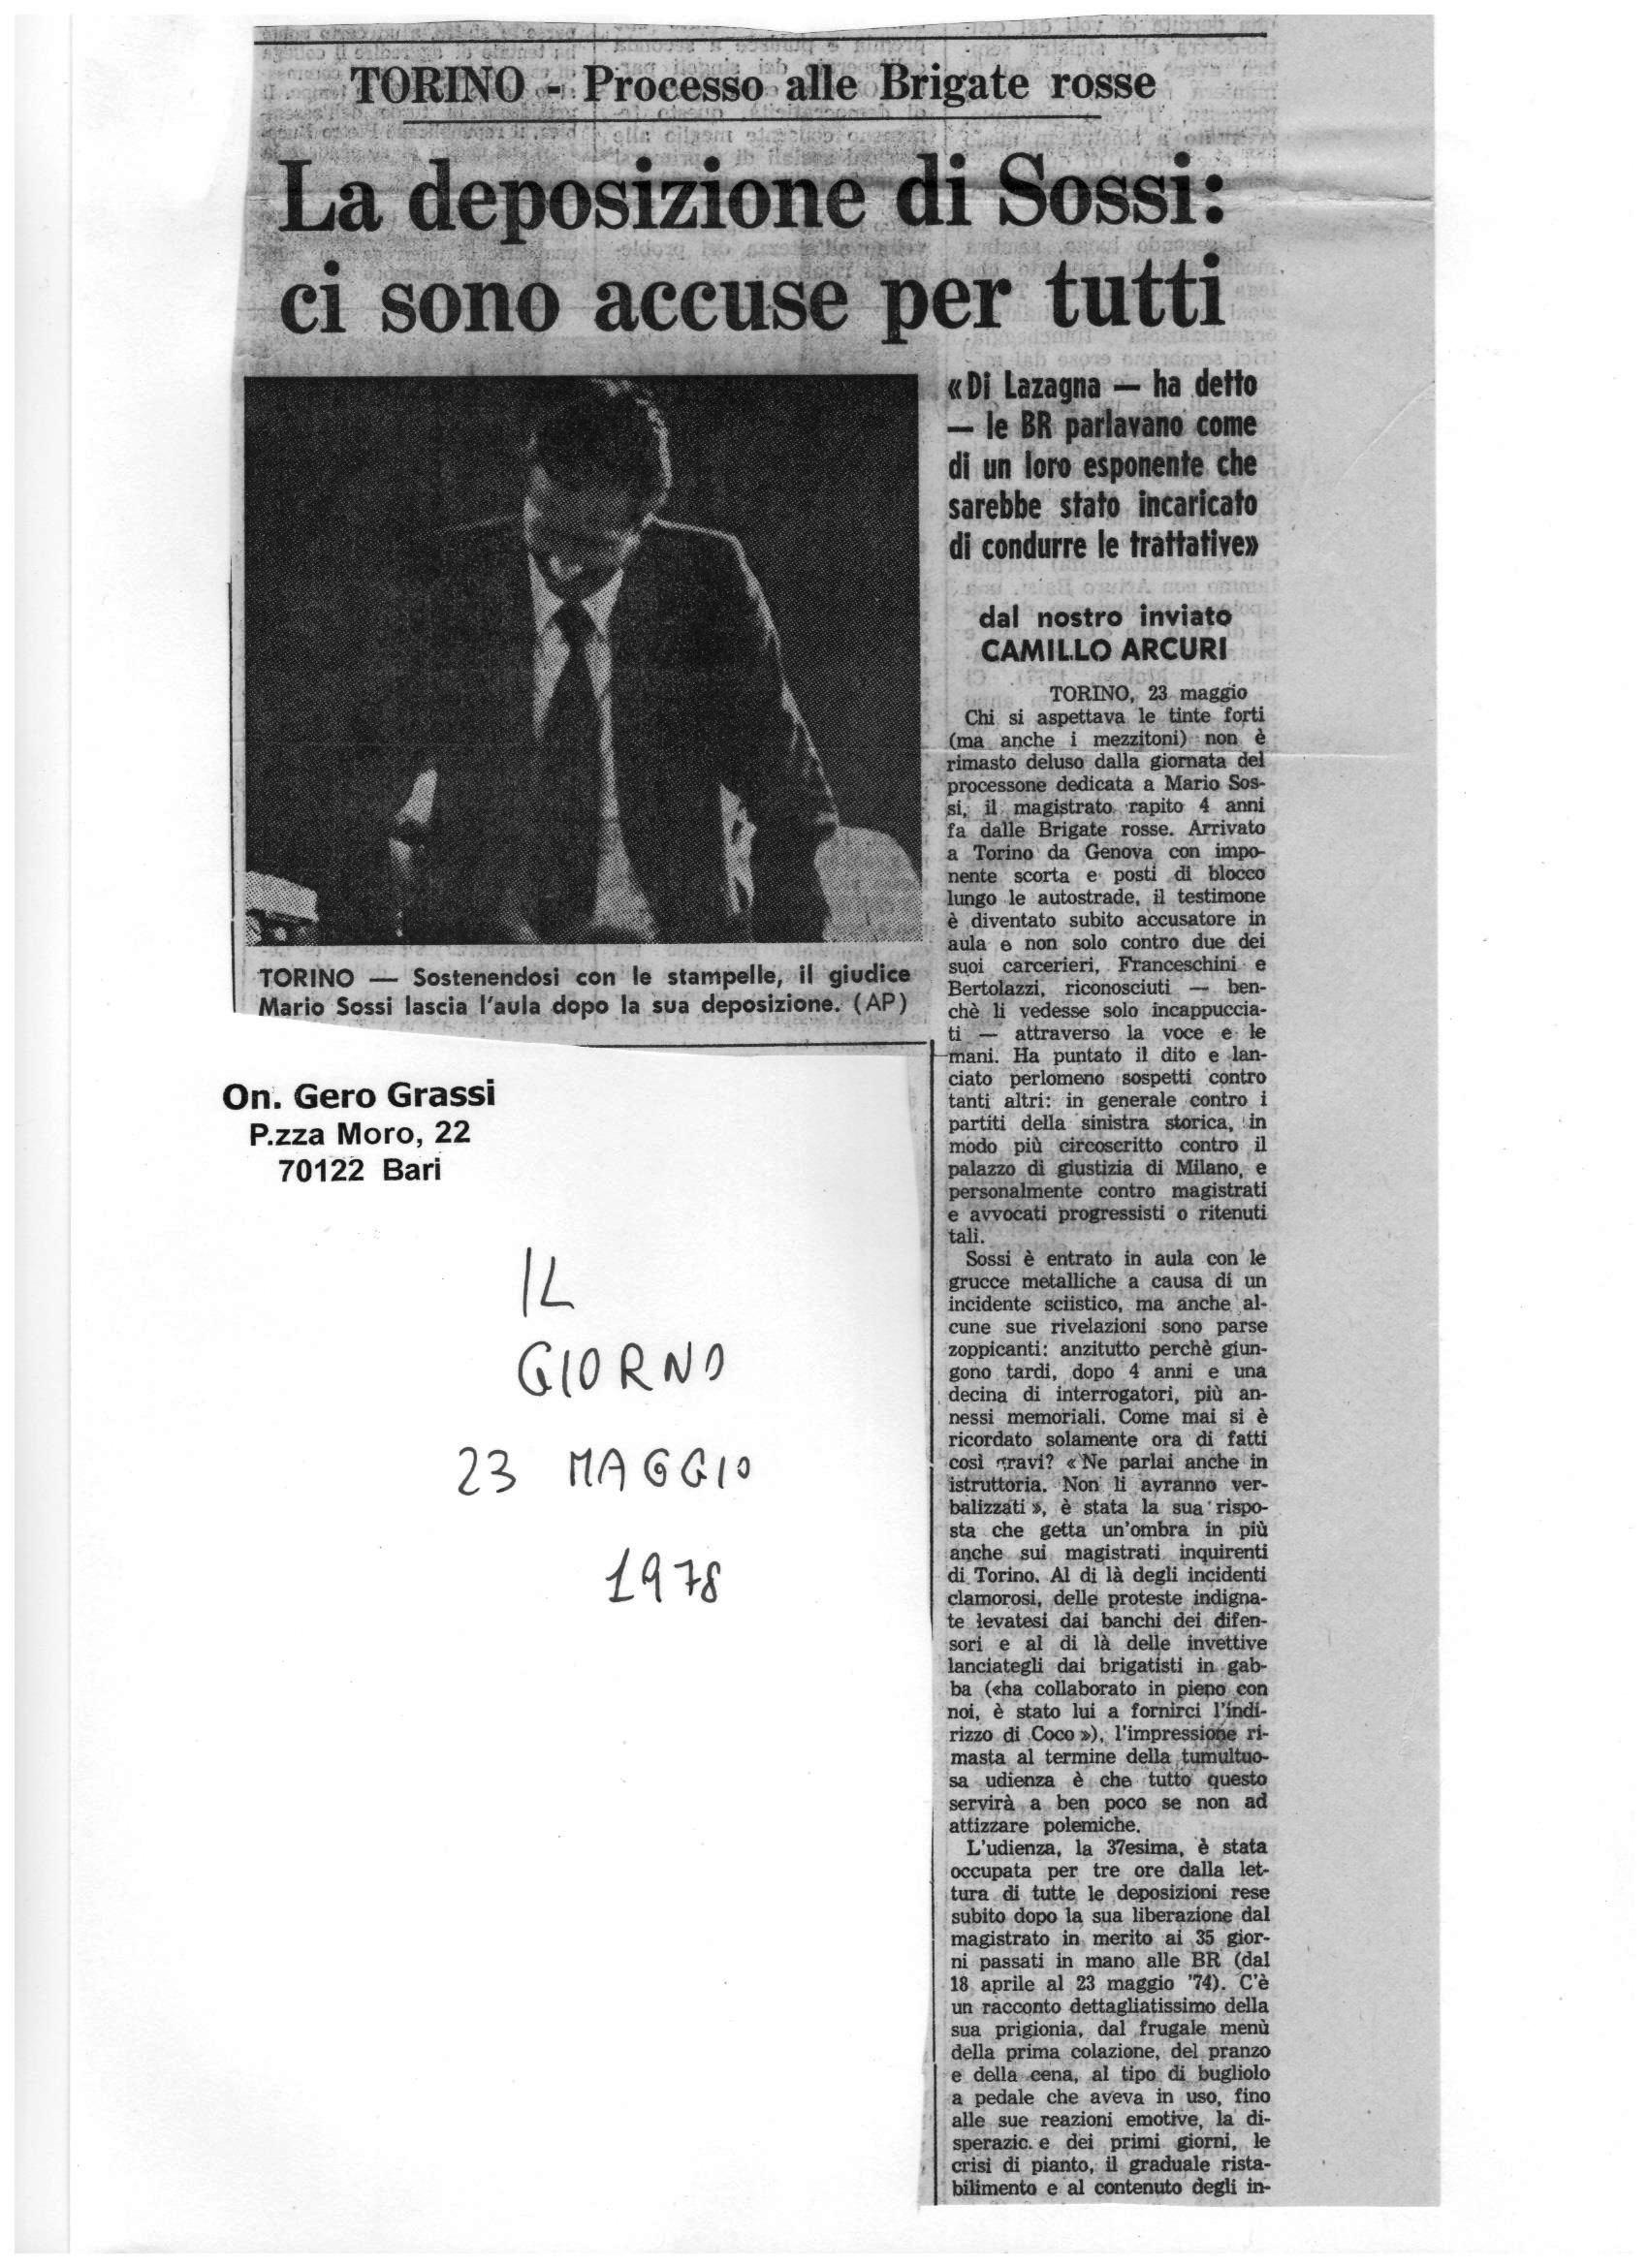 TORINO - Processo alle Brigate rosse
La deposizione di Sossi:
ci sono accuse per tutti
«Di Lazagna — ha detto
— le BR parlavano come
di un loro esponente che
sarebbe stato incaricato
di condurre le trattative»
dal nostro inviato
CAMILLO ARCURI
TORINO, 23 maggio
Chi si aspettava le tinte forti
(ma anche i mezzitoni) non è
rimasto deluso dalla giornata del
processone dedicata a Mario Sos-
si, il magistrato rapito 4 anni
fa dalle Brigate rosse. Arrivato
a Torino da Genova con impo-
nente scorta e posti di blocco
lungo le autostrade, il testimone
è diventato subito accusatore in
aula e non solo contro due dei
suoi carcerieri, Franceschini e
Bertolazzi, riconosciuti — ben-
chè li vedesse solo incappuccia-
ti — attraverso la voce e le
mani. Ha puntato il dito e lan-
ciato perlomeno sospetti contro
tanti altri: in generale contro i
partiti della sinistra storica, in
modo più circoscritto contro il
palazzo di giustizia di Milano, e
personalmente contro magistrati
e avvocati progressisti o ritenuti
tali.
Sossi è entrato in aula con le
grucce metalliche a causa di un
incidente sciistico, ma anche al-
cune sue rivelazioni sono parse
zoppicanti: anzitutto perchè giun-
gono tardi, dopo 4 anni e una
decina di interrogatori, più an-
nessi memoriali. Come mai si è
ricordato solamente ora di fatti
così gravi? «Ne parlai anche in
istruttoria. Non li avranno ver-
balizzati», è stata la sua rispo-
sta che getta un'ombra in più
anche sui magistrati inquirenti
di Torino. Al di là degli incidenti
clamorosi, delle proteste indigna-
te levatesi dai banchi dei difen-
sori e al di là delle invettive
lanciategli dai brigatisti in gab-
ba («ha collaborato in pieno con
noi, è stato lui a fornirci l'indi-
rizzo di Coco»), l'impressione ri-
masta al termine della tumultuo-
sa udienza è che tutto questo
servirà a ben poco se non ad
attizzare polemiche.
L'udienza, la 37esima, è stata
occupata per tre ore dalla let-
tura di tutte le deposizioni rese
subito dopo la sua liberazione dal
magistrato in merito ai 35 gior-
ni passati in mano alle BR (dal
18 aprile al 23 maggio '74). C'è
un racconto dettagliatissimo della
sua prigionia, dal frugale menù
della prima colazione, del pranzo
e della cena, al tipo di bugliolo
a pedale che aveva in uso, fino
alle sue reazioni emotive, la di-
sperazic. e dei primi giorni, le
crisi di pianto, il graduale rista-
bilimento e al contenuto degli in-
TORINO — Sostenendosi con le stampelle, il giudice
Mario Sossi lascia l'aula dopo la sua deposizione. (AP)
On. Gero Grassi
P.zza Moro, 22
70122 Bari
IL
GIORNO
23 MAGGIO
1978